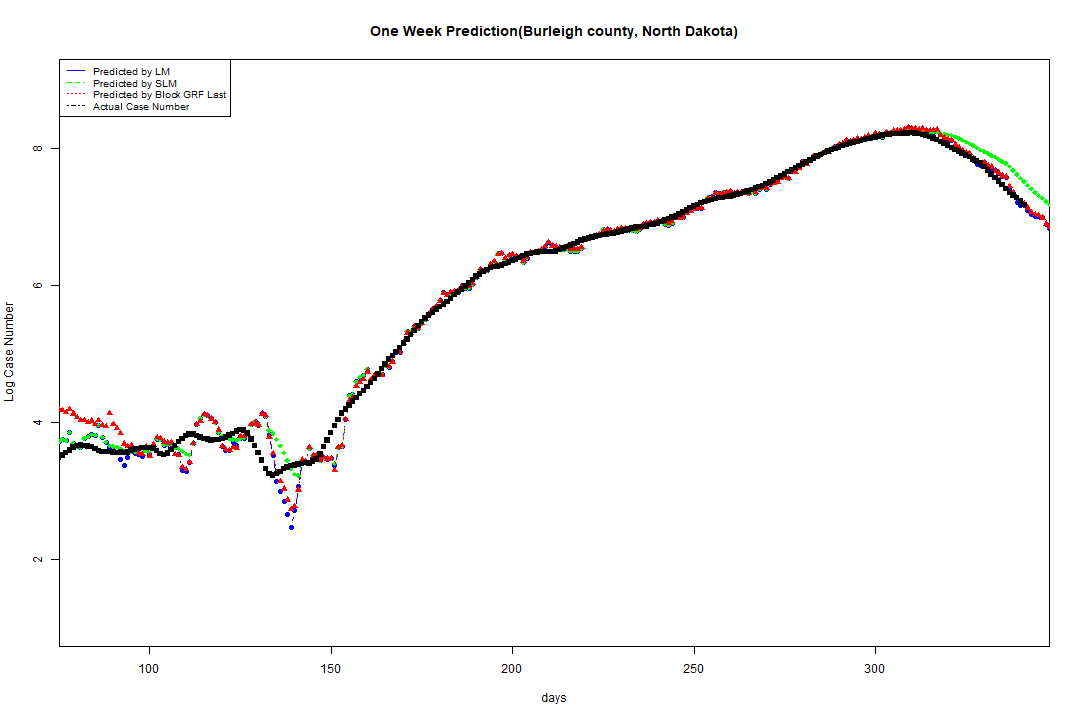 One Week Prediction(Burleigh county, North Dakota)
Predicted by LM
Predicted by SLM
Predicted by Block GRF Last
Actual Case Number
8
6
4
2
Log Case Number
100 150 200 250 300
days